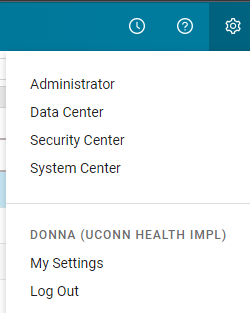 Administrator
Data Center
Security Center
System Center
DONNA (UCONN HEALTH IMPL)
My Settings
Log Out